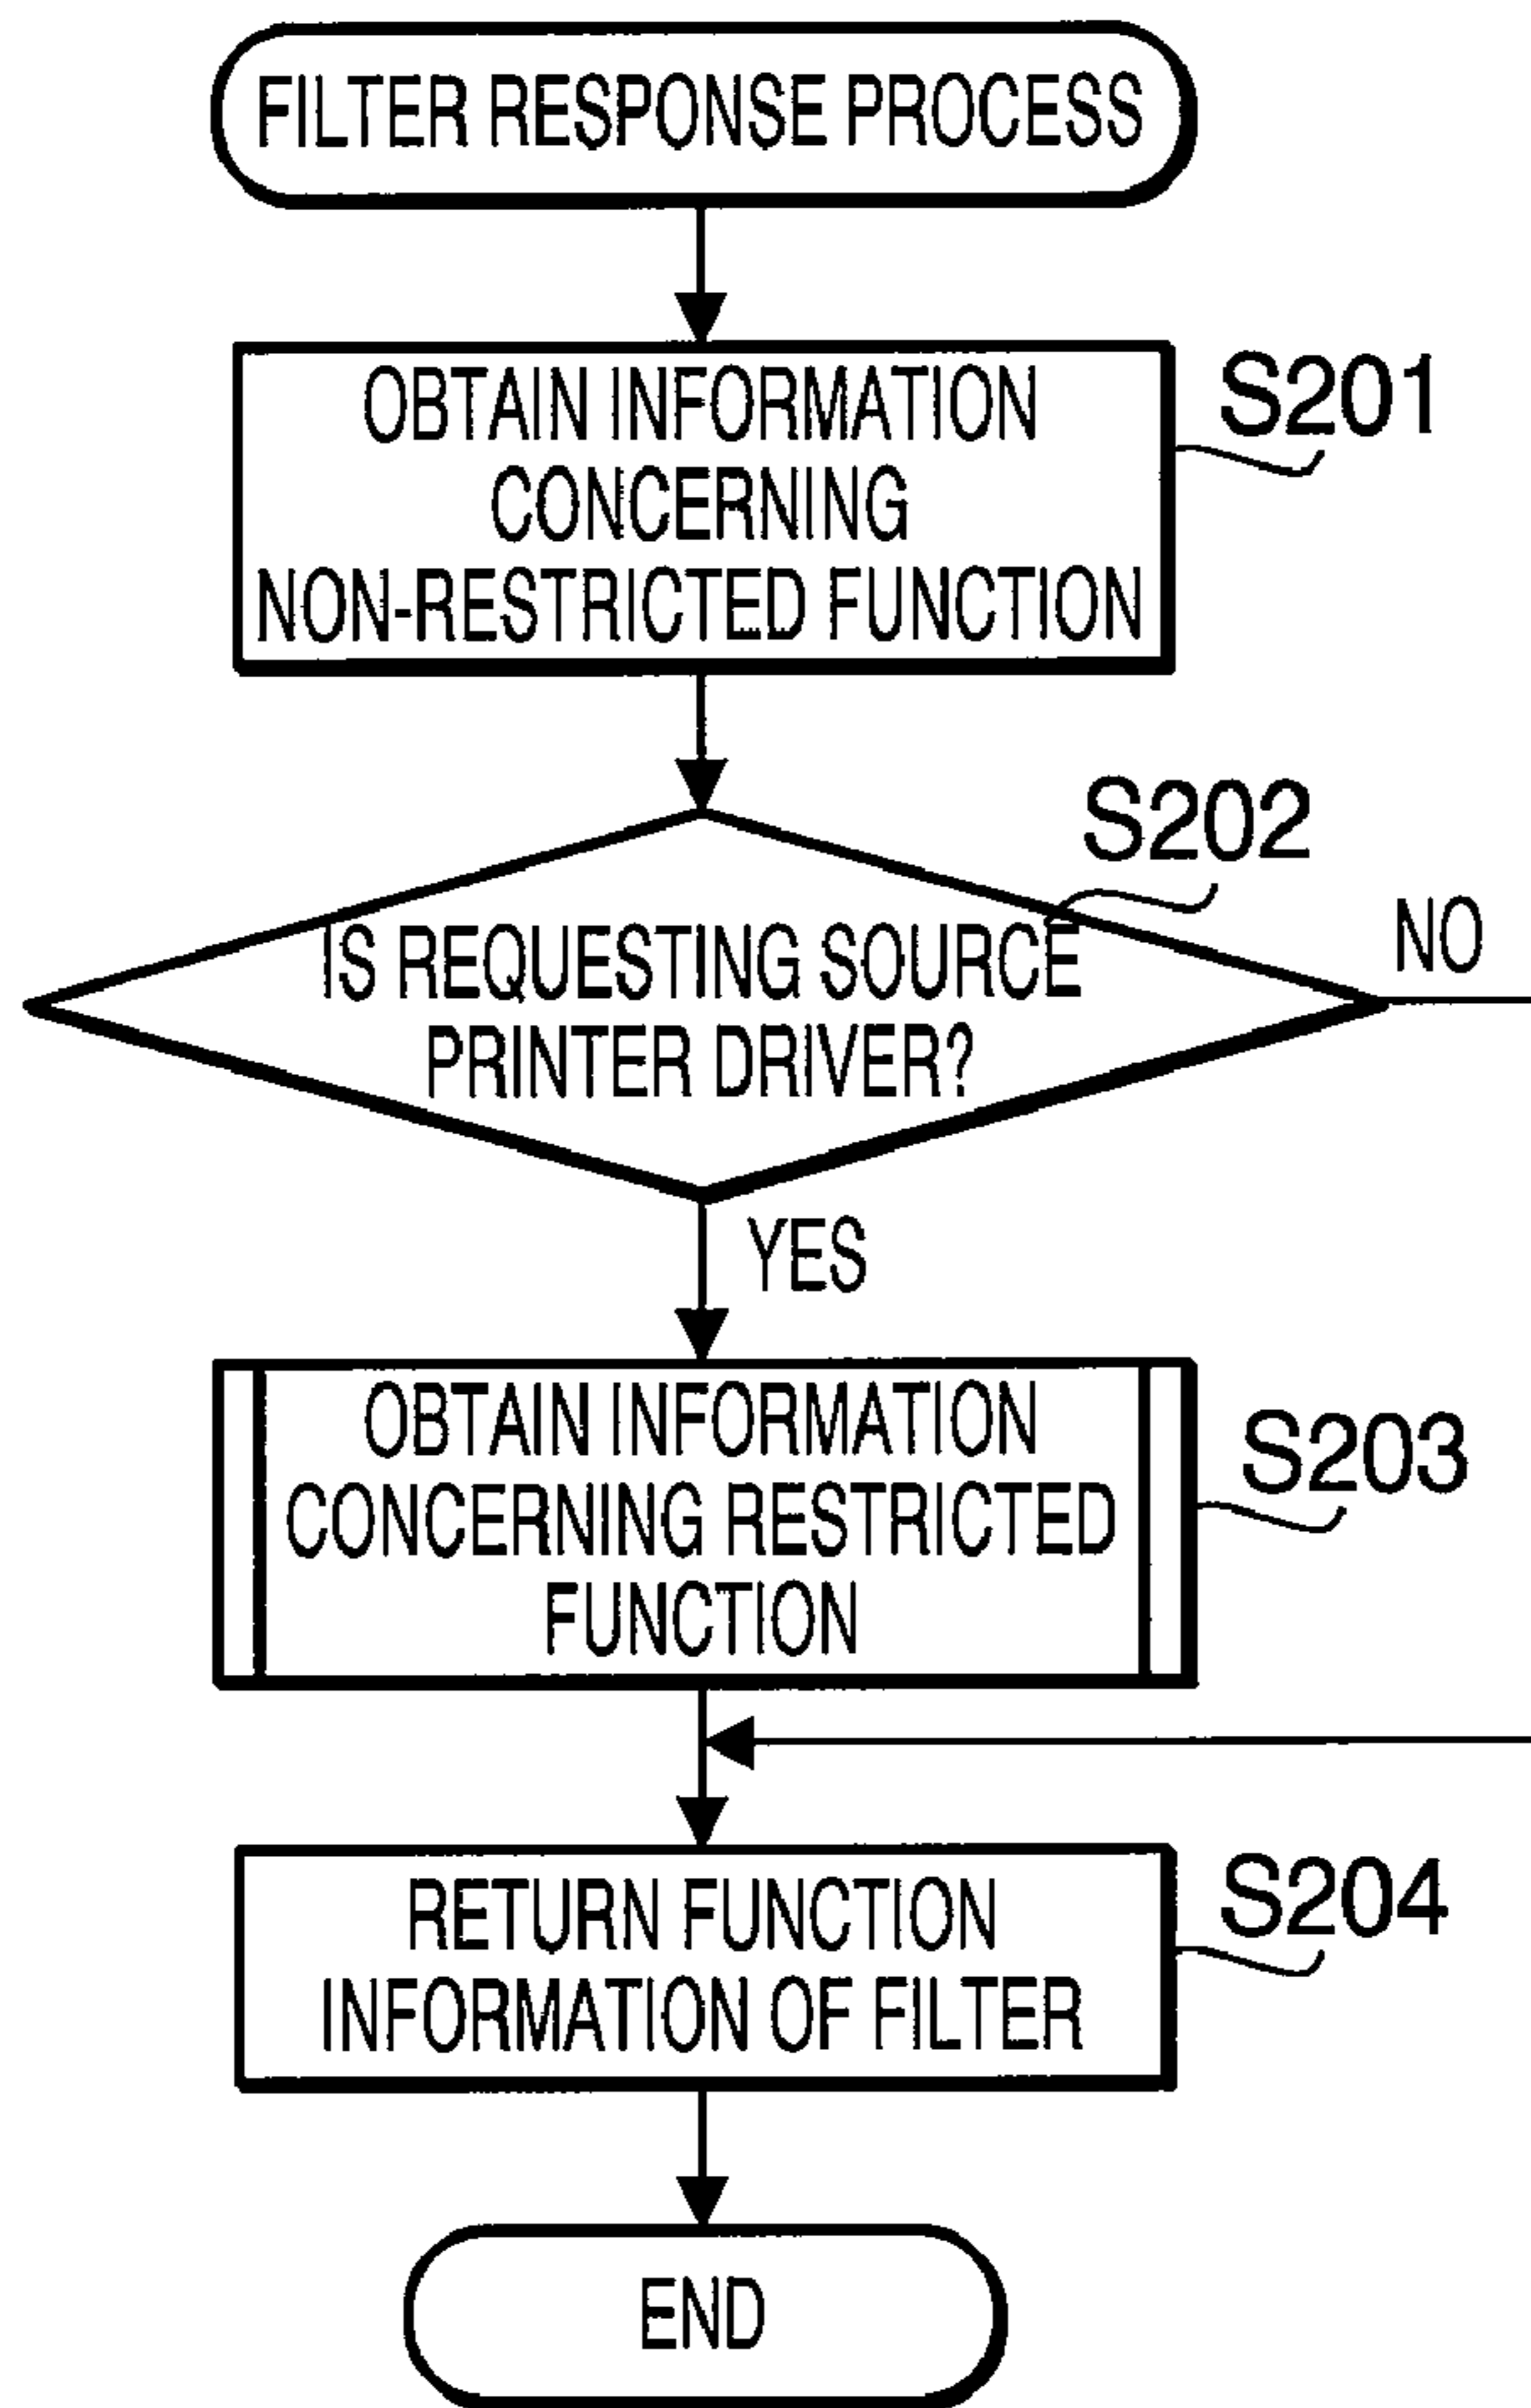 FILTER RESPONSE PROCESS
OBTAIN INFORMATION
CONCERNING
NON-RESTRICTED FUNCTION
S201
S202
IS REQUESTING SOURCE
PRINTER DRIVER?
NO
YES
OBTAIN INFORMATION
CONCERNING RESTRICTED
FUNCTION
S203
RETURN FUNCTION
INFORMATION OF FILTER
S204
END